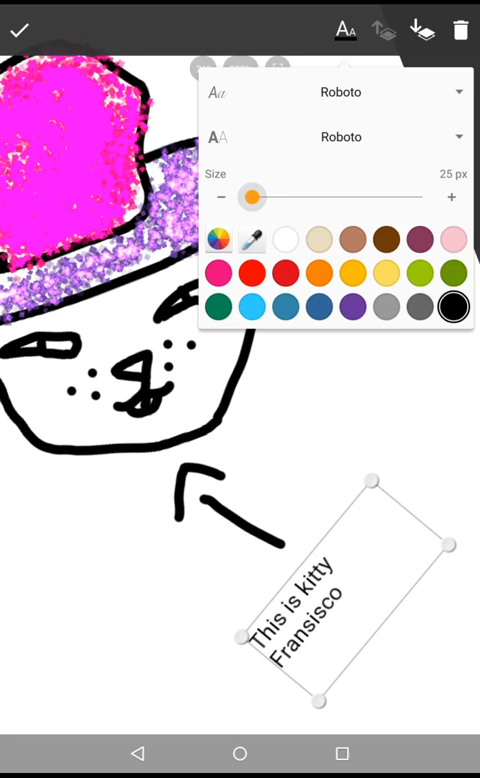 Aa Roboto
AA Roboto
Size 25 px
This is kitty
Fransisco